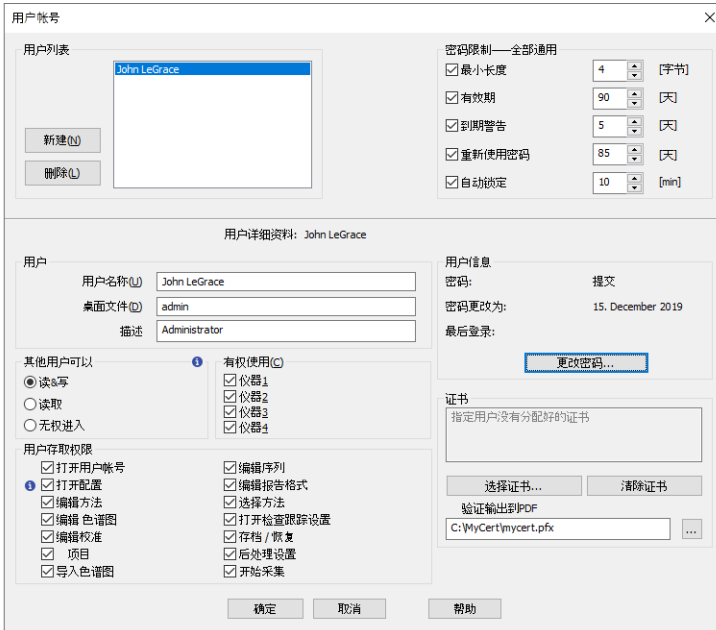 用户帐号
用户列表
John LeGrace
新建(N)
删除(L)
密码限制——全部通用
最小长度 4 [字节]
有效期 90 [天]
到期警告 5 [天]
重新使用密码 85 [天]
自动锁定 10 [min]
用户详细资料: John LeGrace
用户
用户名称(U) John LeGrace
桌面文件(D) admin
描述 Administrator
用户信息
密码: 提交
密码更改为: 15. December 2019
最后登录:
更改密码...
其他用户可以
读&写
读取
无权进入
有权使用(C)
仪器1
仪器2
仪器3
仪器4
证书
指定用户没有分配好的证书
选择证书... 清除证书
验证输出到PDF
C:\MyCert\mycert.pfx ...
用户存取权限
打开用户帐号 编辑序列
打开配置 编辑报告格式
编辑方法 选择方法
编辑 色谱图 打开检查跟踪设置
编辑校准 存档 / 恢复
项目 后处理设置
导入色谱图 开始采集
确定 取消 帮助